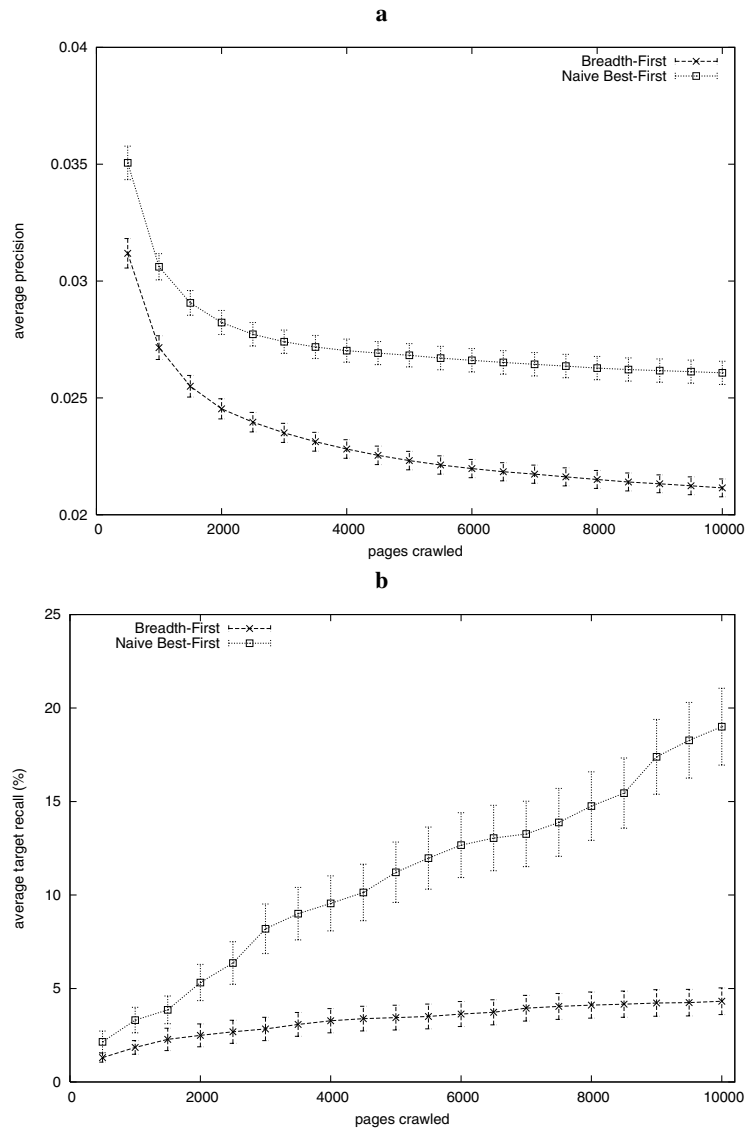 a
0.04
Breadth-First
Naive Best-First
0.035
0.03
average precision
0.025
0.02
0 2000 4000 6000 8000 10000
pages crawled
b
25
Breadth-First
Naive Best-First
20
15
average target recall (%)
10
5
0
0 2000 4000 6000 8000 10000
pages crawled